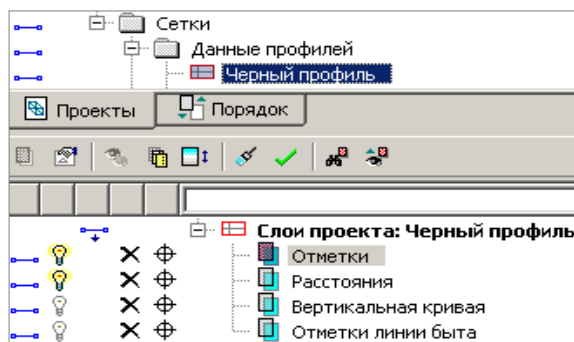 Сетки
Данные профилей
Черный профиль
Проекты Порядок
Слои проекта: Черный профиль
Отметки
Расстояния
Вертикальная кривая
Отметки линии быта